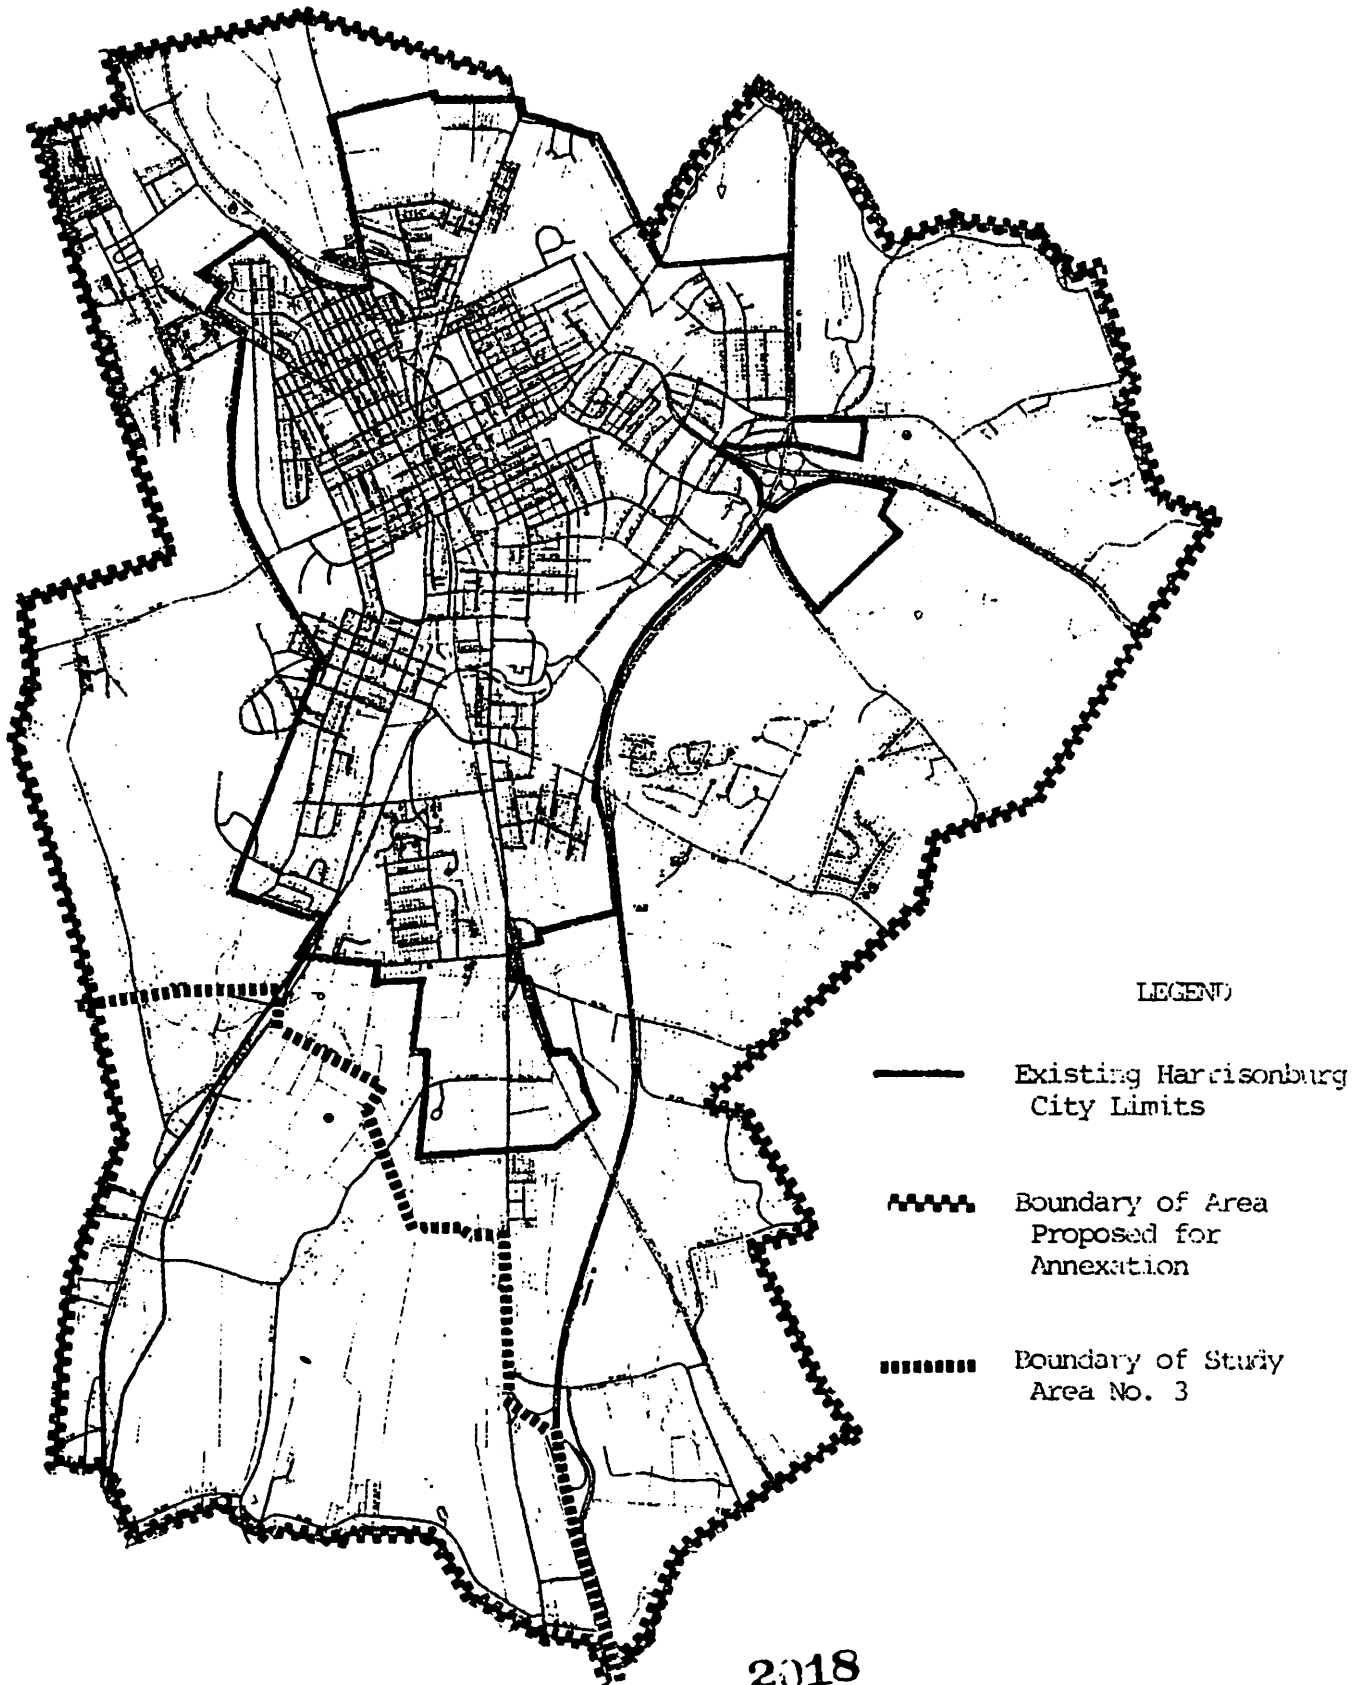 LEGEND
Existing Harrisonburg
City Limits
Boundary of Area
Proposed for
Annexation
Boundary of Study
Area No. 3
2018